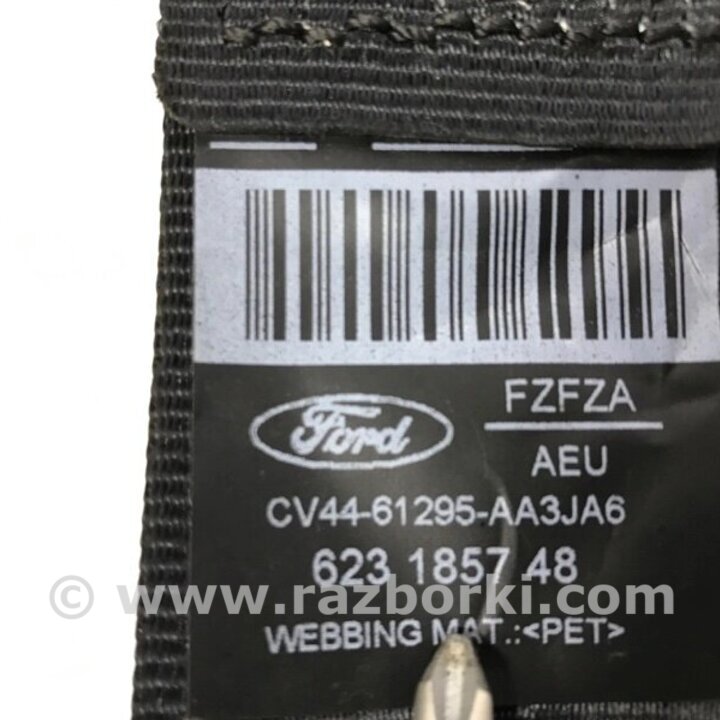 Ford
FZFZA
AEU
CV44-61295-AA3JA6
623 1857 48
© www.razborki.com
WEBBING MAT.:<PET>